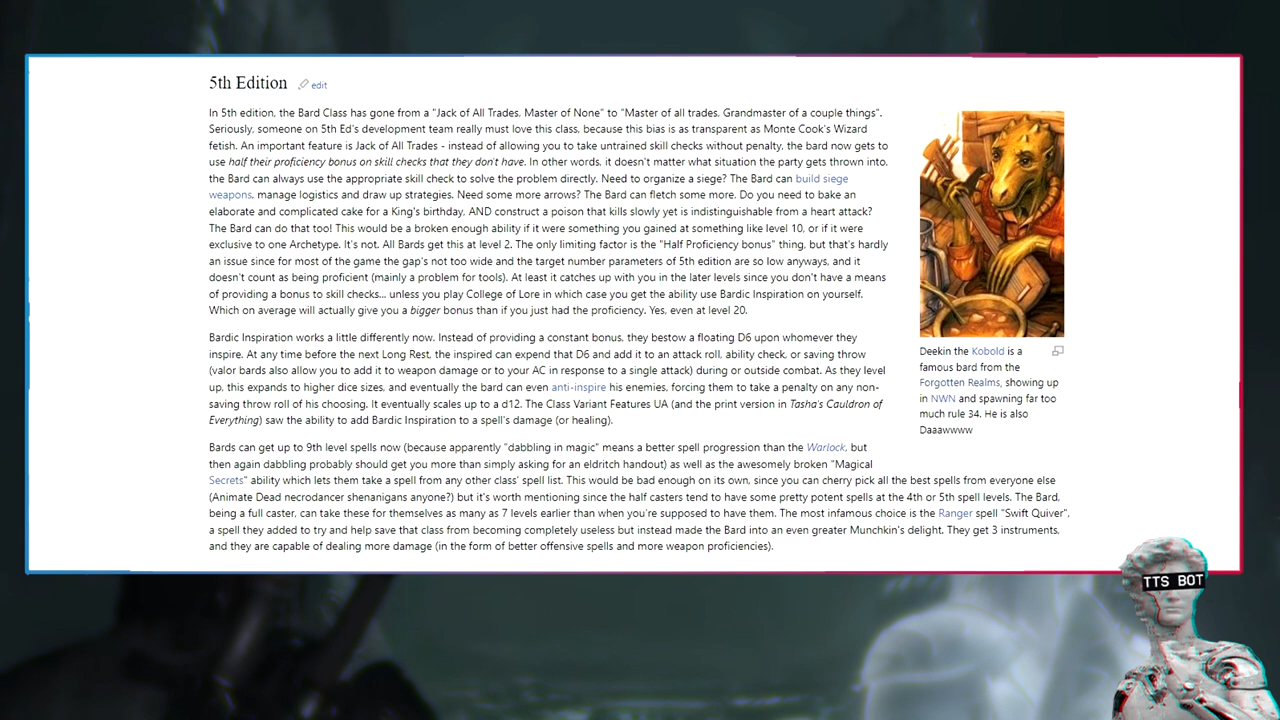 5th Edition edit
In 5th edition, the Bard Class has gone from a "Jack of All Trades, Master of None" to "Master of all trades, Grandmaster of a couple things".
Seriously, someone on 5th Ed's development team really must love this class, because this bias is as transparent as Monte Cook's Wizard
fetish. An important feature is Jack of All Trades - instead of allowing you to take untrained skill checks without penalty, the bard now gets to
use half their proficiency bonus on skill checks that they don't have. In other words, it doesn't matter what situation the party gets thrown into,
the Bard can always use the appropriate skill check to solve the problem directly. Need to organize a siege? The Bard can build siege
weapons, manage logistics and draw up strategies. Need some more arrows? The Bard can fletch some more. Do you need to bake an
elaborate and complicated cake for a King's birthday, AND construct a poison that kills slowly yet is indistinguishable from a heart attack?
The Bard can do that too! This would be a broken enough ability if it were something you gained at something like level 10, or if it were
exclusive to one Archetype. It's not. All Bards get this at level 2. The only limiting factor is the "Half Proficiency bonus" thing, but that's hardly
an issue since for most of the game the gap's not too wide and the target number parameters of 5th edition are so low anyways, and it
doesn't count as being proficient (mainly a problem for tools). At least it catches up with you in the later levels since you don't have a means
of providing a bonus to skill checks... unless you play College of Lore in which case you get the ability use Bardic Inspiration on yourself.
Which on average will actually give you a bigger bonus than if you just had the proficiency. Yes, even at level 20.
Bardic Inspiration works a little differently now. Instead of providing a constant bonus, they bestow a floating D6 upon whomever they
inspire. At any time before the next Long Rest, the inspired can expend that D6 and add it to an attack roll, ability check, or saving throw
(valor bards also allow you to add it to weapon damage or to your AC in response to a single attack) during or outside combat. As they level
up, this expands to higher dice sizes, and eventually the bard can even anti-inspire his enemies, forcing them to take a penalty on any non-
saving throw roll of his choosing. It eventually scales up to a d12. The Class Variant Features UA (and the print version in Tasha's Cauldron of
Everything) saw the ability to add Bardic Inspiration to a spell's damage (or healing).
Bards can get up to 9th level spells now (because apparently "dabbling in magic" means a better spell progression than the Warlock, but
then again dabbling probably should get you more than simply asking for an eldritch handout) as well as the awesomely broken "Magical
Secrets" ability which lets them take a spell from any other class' spell list. This would be bad enough on its own, since you can cherry pick all the best spells from everyone else
(Animate Dead necrodancer shenanigans anyone?) but it's worth mentioning since the half casters tend to have some pretty potent spells at the 4th or 5th spell levels. The Bard,
being a full caster, can take these for themselves as many as 7 levels earlier than when you're supposed to have them. The most infamous choice is the Ranger spell "Swift Quiver",
a spell they added to try and help save that class from becoming completely useless but instead made the Bard into an even greater Munchkin's delight. They get 3 instruments,
and they are capable of dealing more damage (in the form of better offensive spells and more weapon proficiencies).
Deekin the Kobold is a
famous bard from the
Forgotten Realms, showing up
in NWN and spawning far too
much rule 34. He is also
Daaawwww
TTS BOT